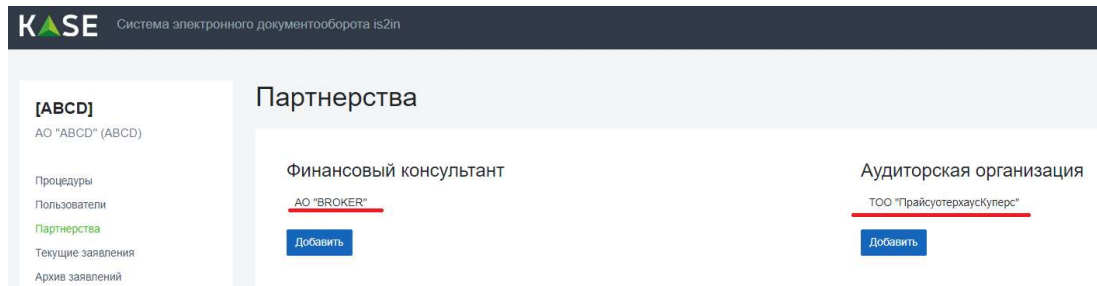 KASE Система электронного документооборота is2in
[ABCD]
АО "ABCD" (ABCD)
Процедуры
Пользователи
Партнерства
Текущие заявления
Архив заявлений
Партнерства
Финансовый консультант
АО "BROKER"
Добавить
Аудиторская организация
ТОО "ПрайсуотерхаусКуперс"
Добавить